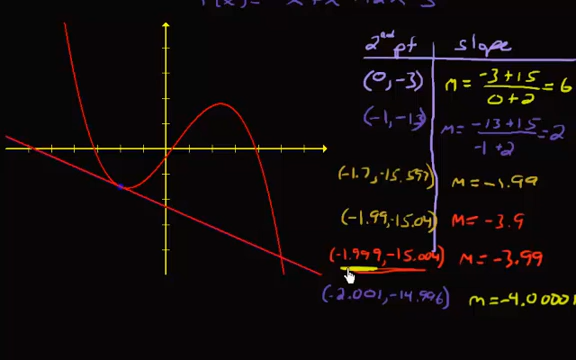 2nd pt slope
(0, -3) m = -3+15 / 0+2 = 6
(-1, -13) m = -13+15 / -1+2 = 2
(-1.7, -15.597) m = -1.99
(-1.99, -15.04) m = -3.9
(-1.999, -15.004) m = -3.99
(-2.001, -14.996) m = -4.00001